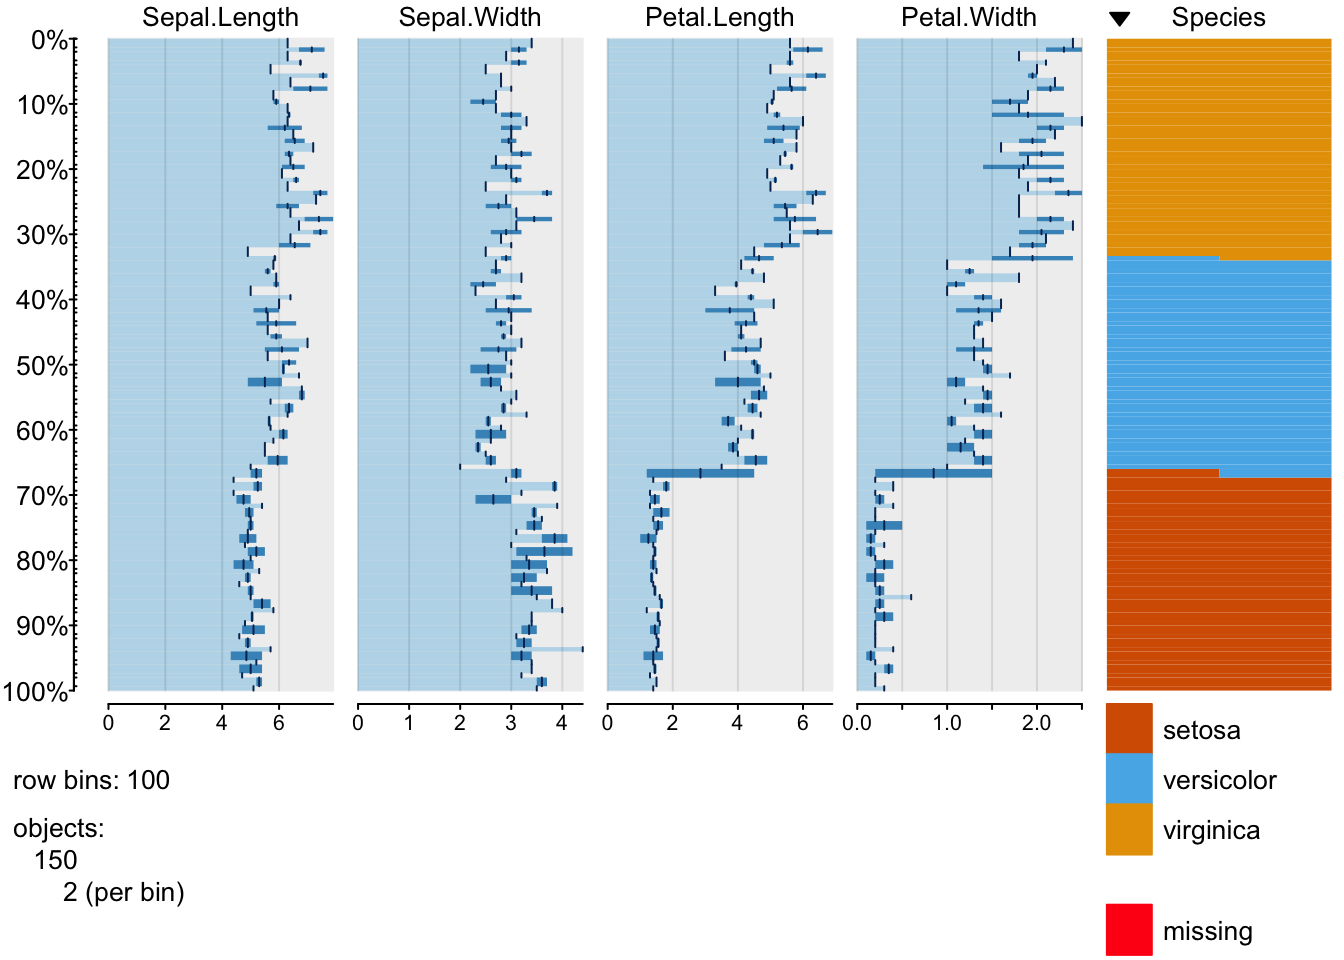 Sepal.Length Sepal.Width Petal.Length Petal.Width Species
0%
10%
20%
30%
40%
50%
60%
70%
80%
90%
100%
0 2 4 6 0 1 2 3 4 0 2 4 6 0.0 1.0 2.0
setosa
row bins: 100 versicolor
objects: virginica
150
2 (per bin)
missing